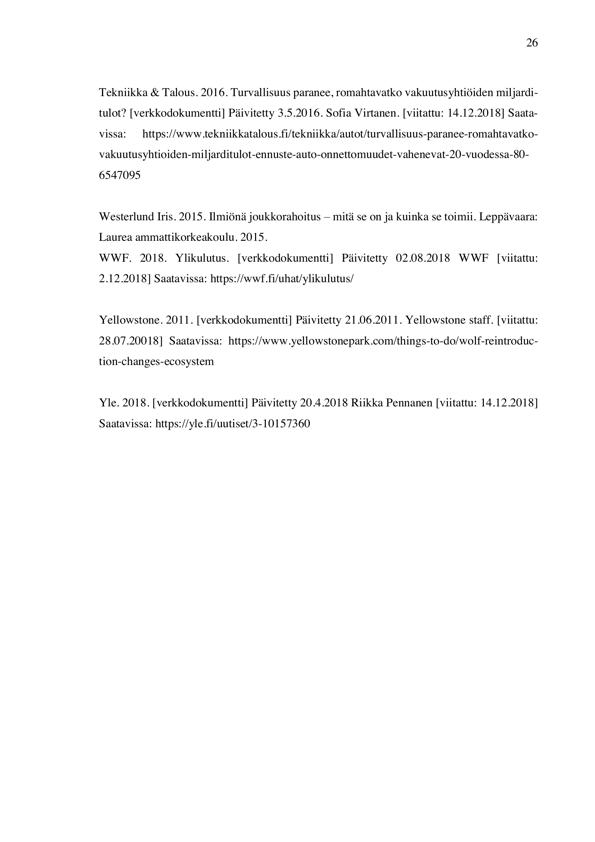 26
Tekniikka & Talous. 2016. Turvallisuus paranee, romahtavatko vakuutusyhtiöiden miljardi-
tulot? [verkkodokumentti] Päivitetty 3.5.2016. Sofia Virtanen. [viitattu: 14.12.2018] Saata-
vissa: https://www.tekniikkatalous.fi/tekniikka/autot/turvallisuus-paranee-romahtavatko-
vakuutusyhtioiden-miljarditulot-ennuste-auto-onnettomuudet-vahenevat-20-vuodessa-80-
6547095
Westerlund Iris. 2015. Ilmiönä joukkorahoitus – mitä se on ja kuinka se toimii. Leppävaara:
Laurea ammattikorkeakoulu. 2015.
WWF. 2018. Ylikulutus. [verkkodokumentti] Päivitetty 02.08.2018 WWF [viitattu:
2.12.2018] Saatavissa: https://wwf.fi/uhat/ylikulutus/
Yellowstone. 2011. [verkkodokumentti] Päivitetty 21.06.2011. Yellowstone staff. [viitattu:
28.07.20018] Saatavissa: https://www.yellowstonepark.com/things-to-do/wolf-reintroduc-
tion-changes-ecosystem
Yle. 2018. [verkkodokumentti] Päivitetty 20.4.2018 Riikka Pennanen [viitattu: 14.12.2018]
Saatavissa: https://yle.fi/uutiset/3-10157360